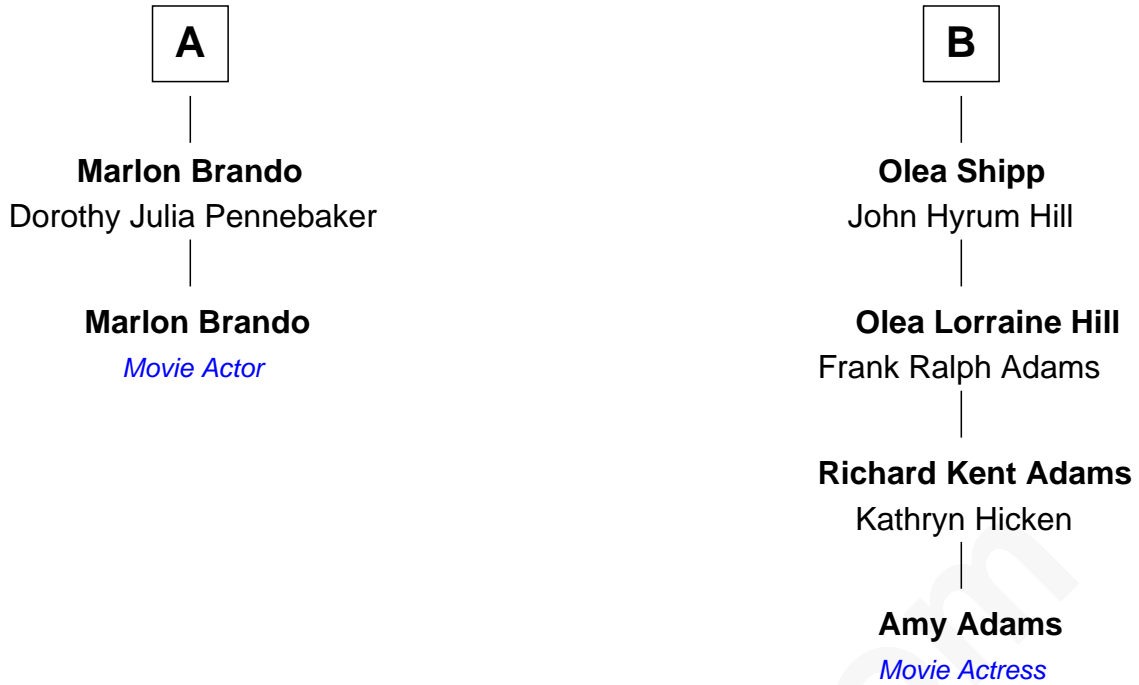 A
Marlon Brando
Dorothy Julia Pennebaker
Marlon Brando
Movie Actor
B
Olea Shipp
John Hyrum Hill
Olea Lorraine Hill
Frank Ralph Adams
Richard Kent Adams
Kathryn Hicken
Amy Adams
Movie Actress